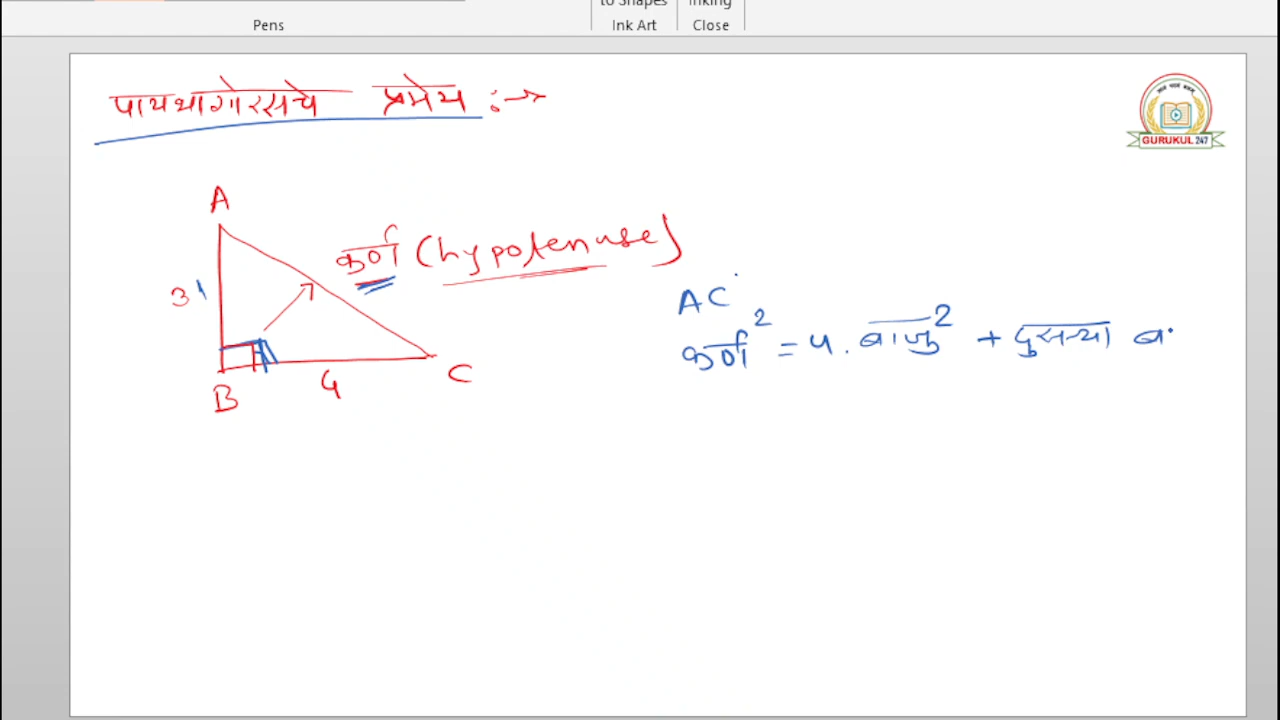 to Shapes
Inking
Pens
Ink Art
Close
पायथागोरसचे प्रमेय :→
GURUKUL 247
A
कर्ण (hypotenuse)
3
AC
कर्ण² = प. बाजु² + दुसऱ्या ब
B
4
C